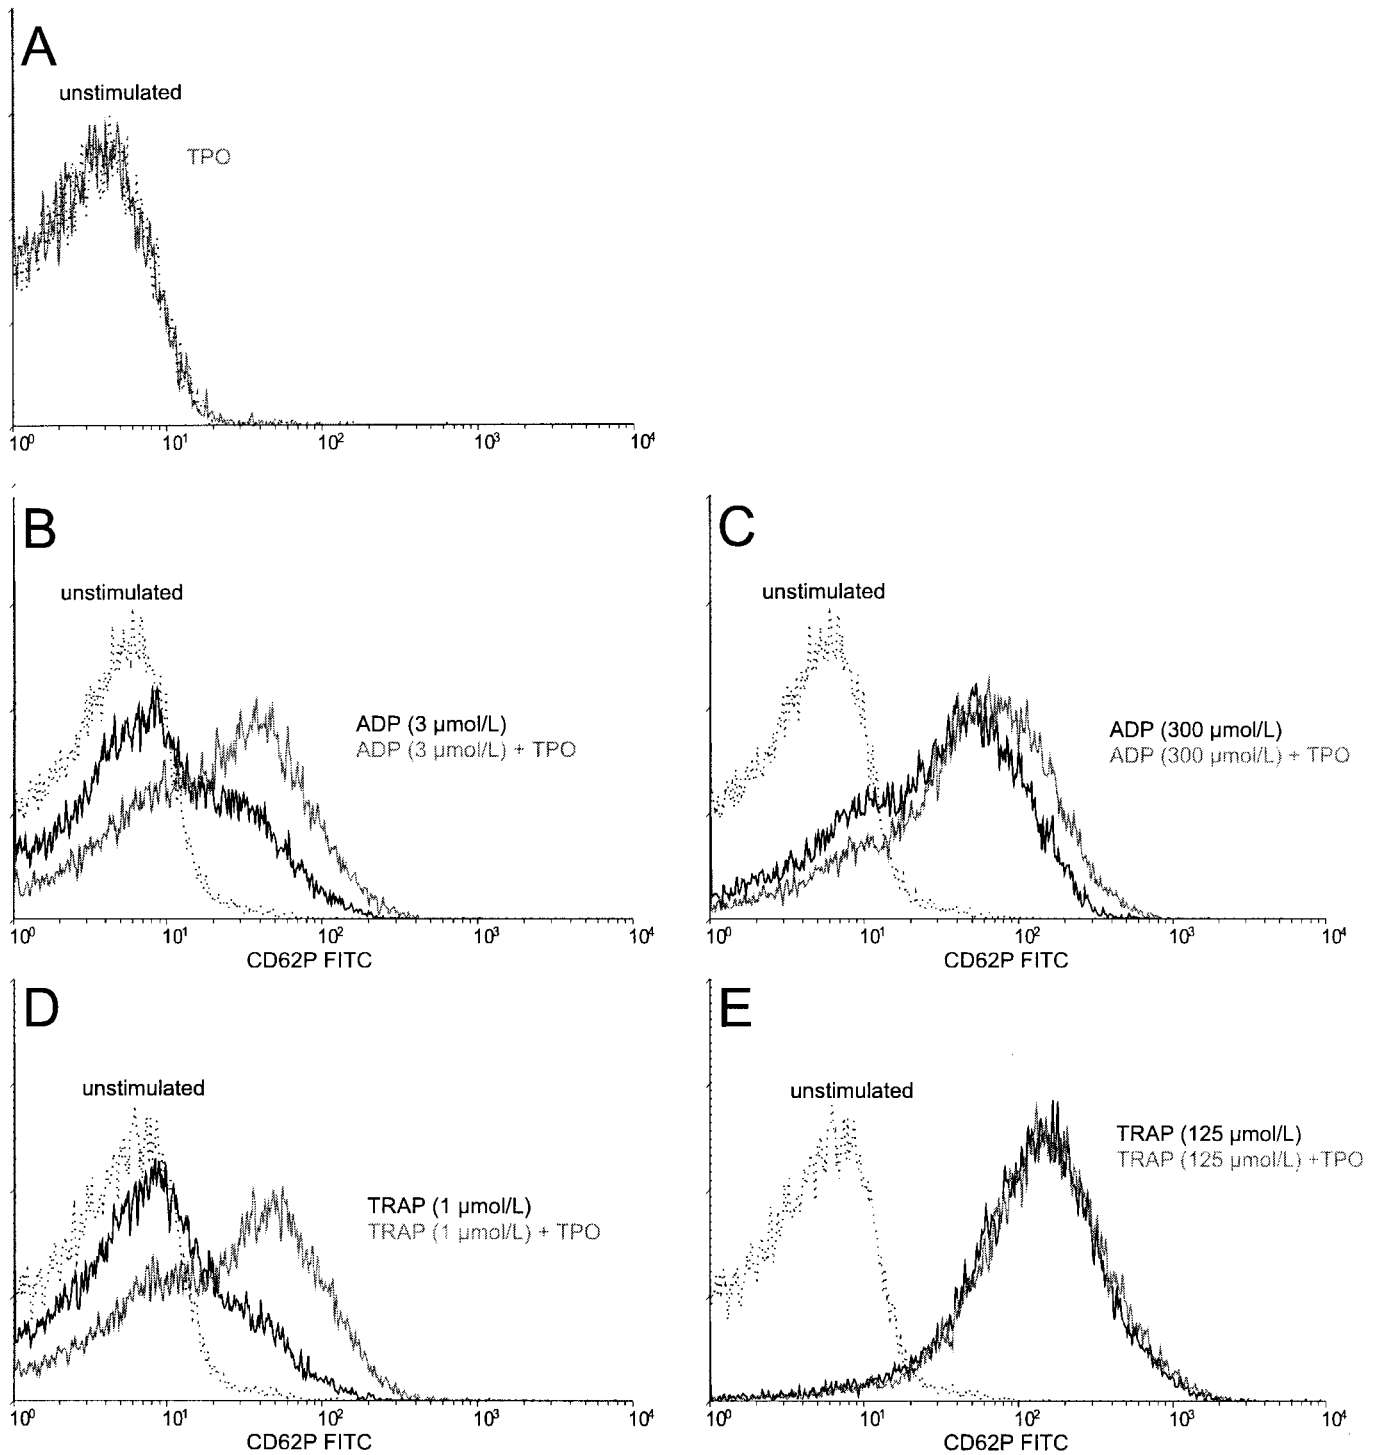 A
unstimulated
TPO
10⁰ 10¹ 10² 10³ 10⁴
B
unstimulated
ADP (3 µmol/L)
ADP (3 µmol/L) + TPO
10⁰ 10¹ 10² 10³ 10⁴
CD62P FITC
C
unstimulated
ADP (300 µmol/L)
ADP (300 µmol/L) + TPO
10⁰ 10¹ 10² 10³ 10⁴
CD62P FITC
D
unstimulated
TRAP (1 µmol/L)
TRAP (1 µmol/L) + TPO
10⁰ 10¹ 10² 10³ 10⁴
CD62P FITC
E
unstimulated
TRAP (125 µmol/L)
TRAP (125 µmol/L) +TPO
10⁰ 10¹ 10² 10³ 10⁴
CD62P FITC